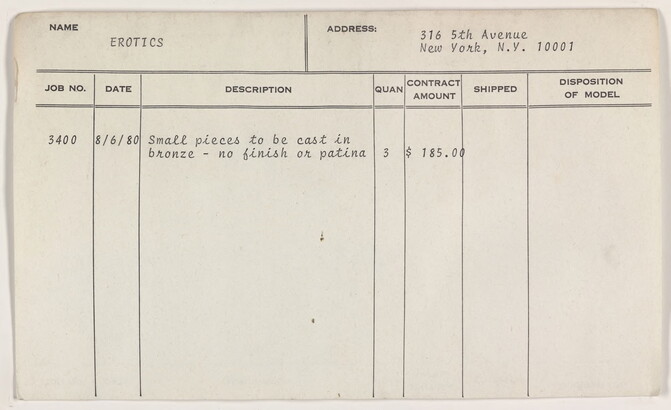 NAME
EROTICS
ADDRESS:
316 5th Avenue
New York, N.Y. 10001
JOB NO. DATE DESCRIPTION QUAN CONTRACT AMOUNT SHIPPED DISPOSITION OF MODEL
3400 8/6/80 Small pieces to be cast in
bronze - no finish or patina 3 $ 185.00